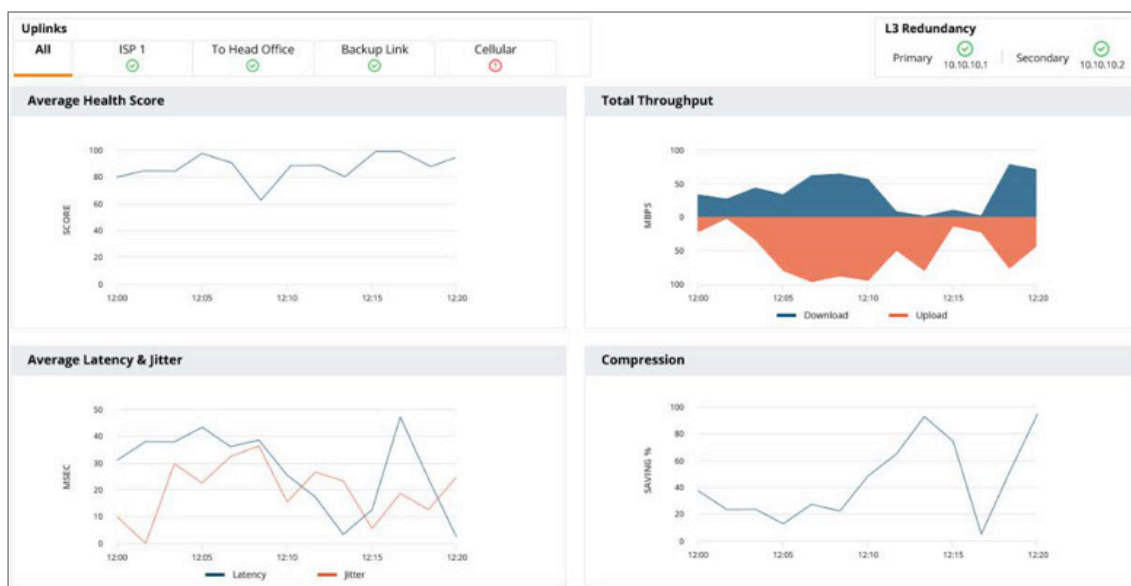 Uplinks
All
ISP 1
To Head Office
Backup Link
Cellular
L3 Redundancy
Primary 10.10.10.1 Secondary 10.10.10.2
Average Health Score
100
80
60
40
20
0
SCORE
12:00 12:05 12:10 12:15 12:20
Total Throughput
100
50
0
50
100
MBPS
12:00 12:05 12:10 12:15 12:20
Download Upload
Average Latency & Jitter
50
40
30
20
10
0
MSEC
12:00 12:05 12:10 12:15 12:20
Latency Jitter
Compression
100
80
60
40
20
0
SAVING %
12:00 12:05 12:10 12:15 12:20